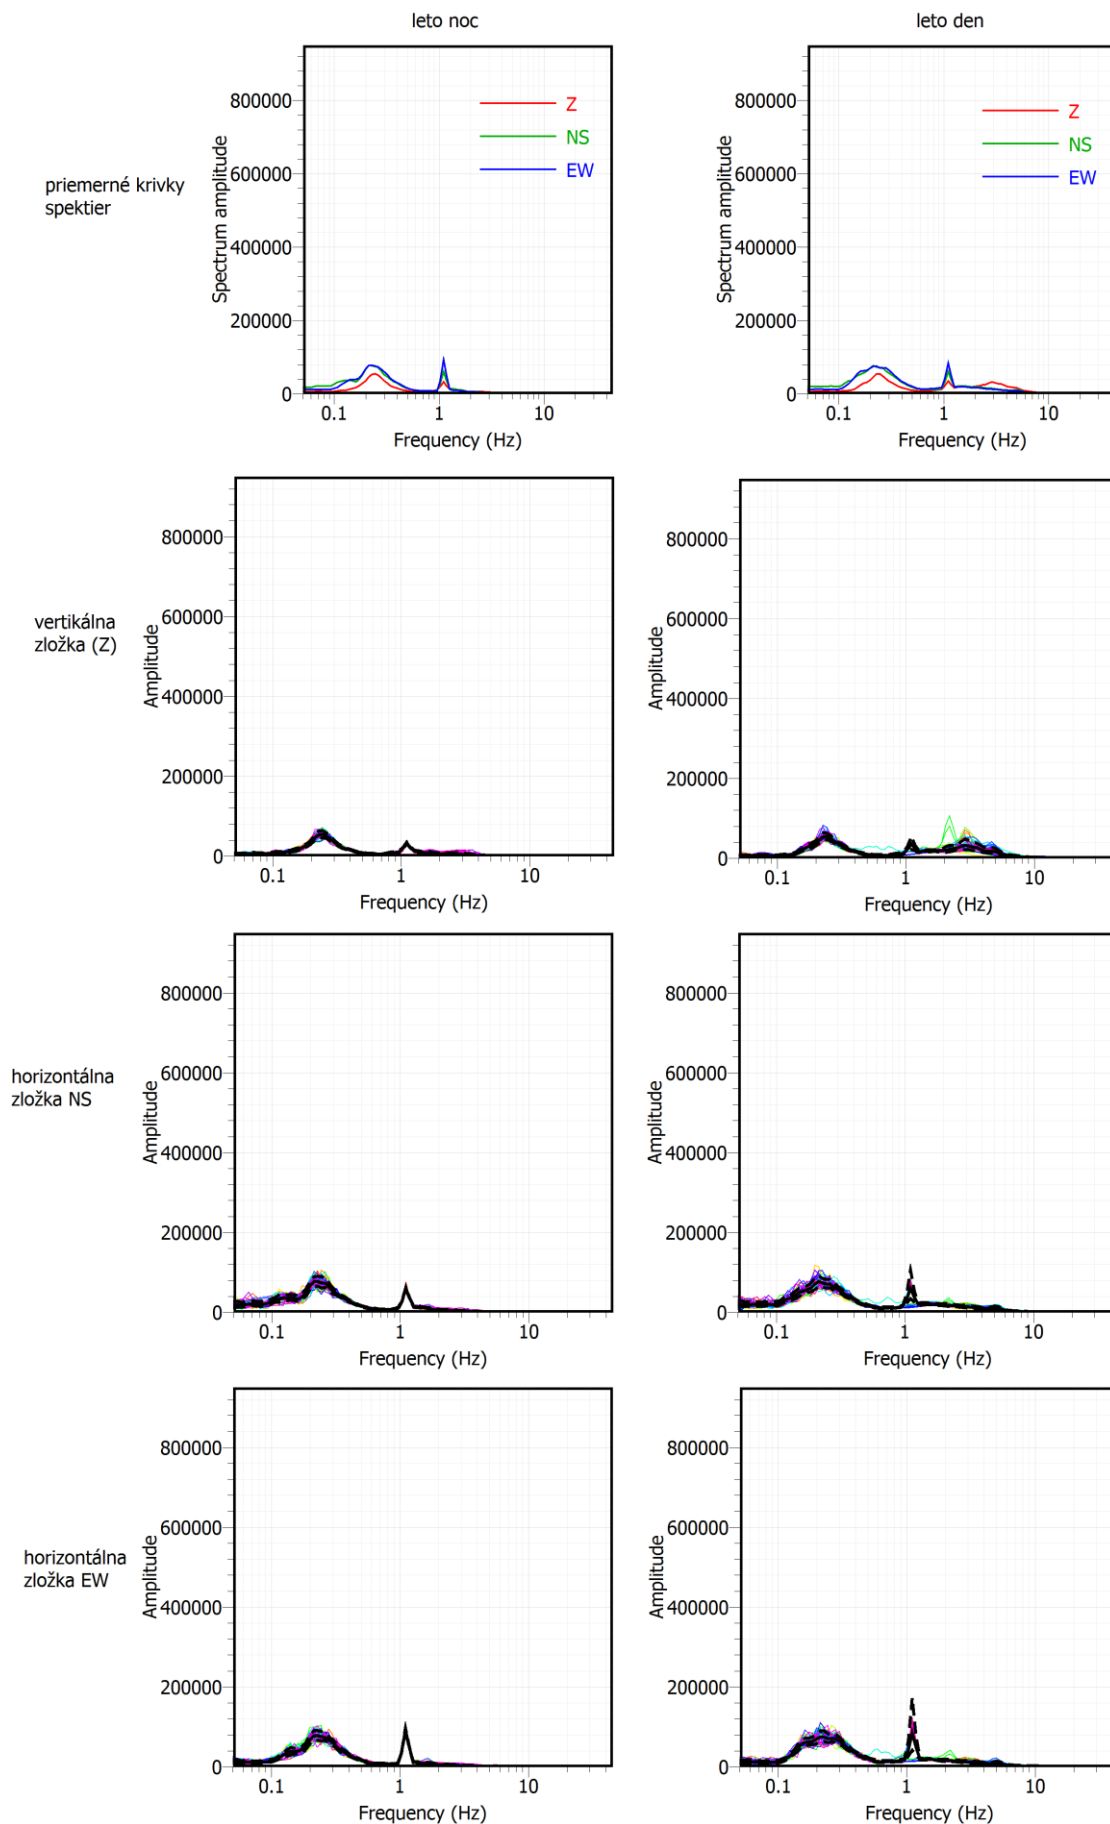 leto noc
leto den
priemerné krivky
spektier
Spectrum amplitude
800000
600000
400000
200000
0
Z
NS
EW
0.1 1 10
Frequency (Hz)
Spectrum amplitude
800000
600000
400000
200000
0
Z
NS
EW
0.1 1 10
Frequency (Hz)
vertikálna
zložka (Z)
Amplitude
800000
600000
400000
200000
0
0.1 1 10
Frequency (Hz)
Amplitude
800000
600000
400000
200000
0
0.1 1 10
Frequency (Hz)
horizontálna
zložka NS
Amplitude
800000
600000
400000
200000
0
0.1 1 10
Frequency (Hz)
Amplitude
800000
600000
400000
200000
0
0.1 1 10
Frequency (Hz)
horizontálna
zložka EW
Amplitude
800000
600000
400000
200000
0
0.1 1 10
Frequency (Hz)
Amplitude
800000
600000
400000
200000
0
0.1 1 10
Frequency (Hz)